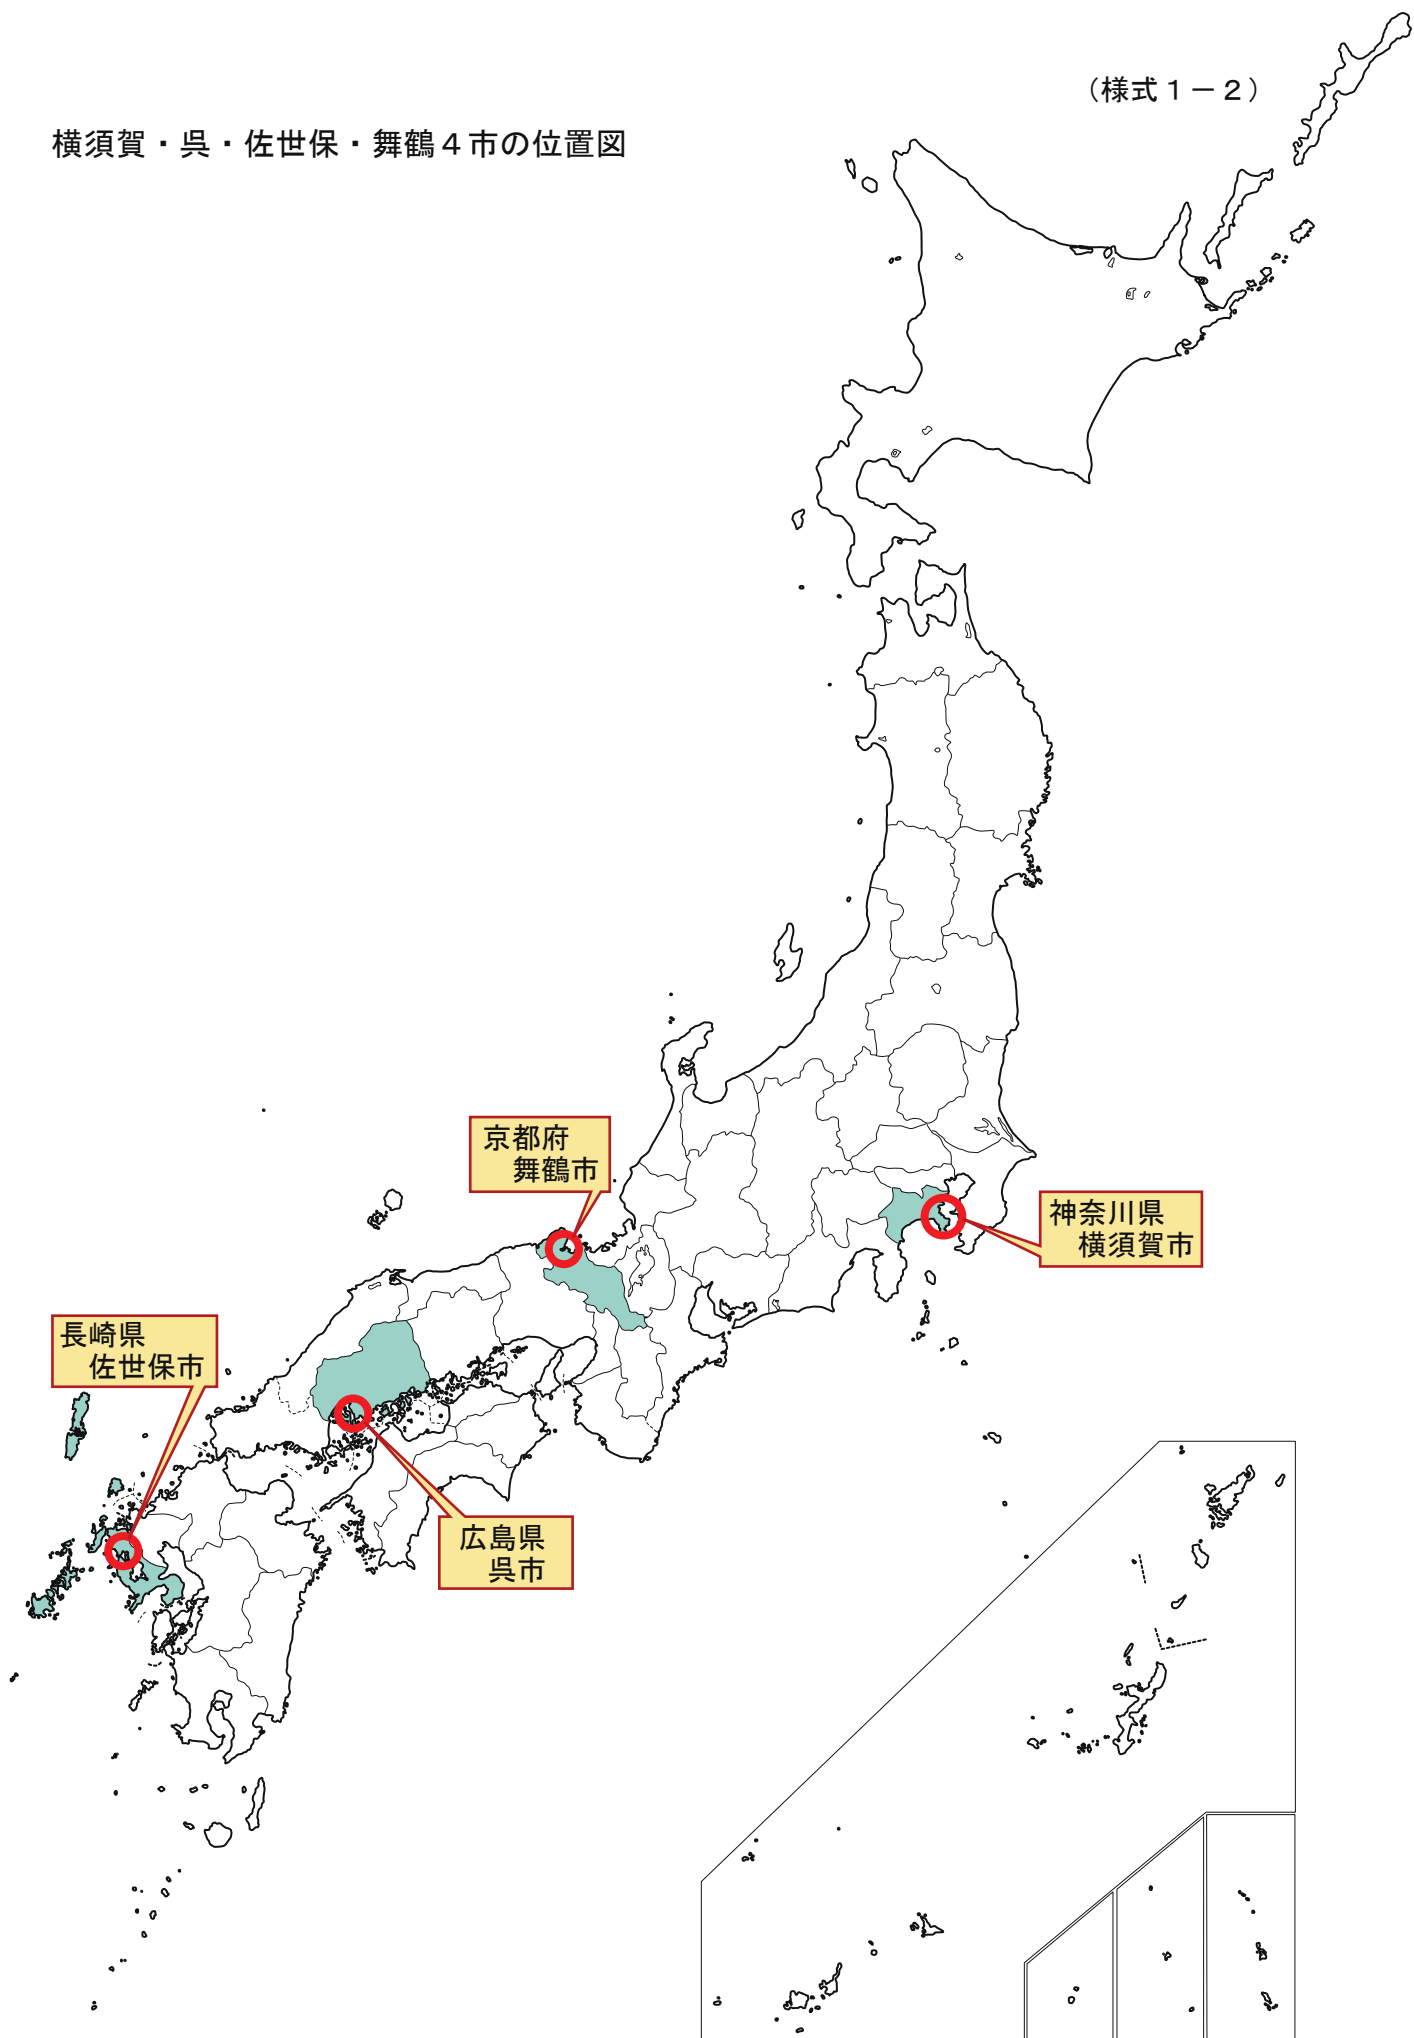 （様式１－２）
横須賀・呉・佐世保・舞鶴４市の位置図
京都府
舞鶴市
神奈川県
横須賀市
長崎県
佐世保市
広島県
呉市